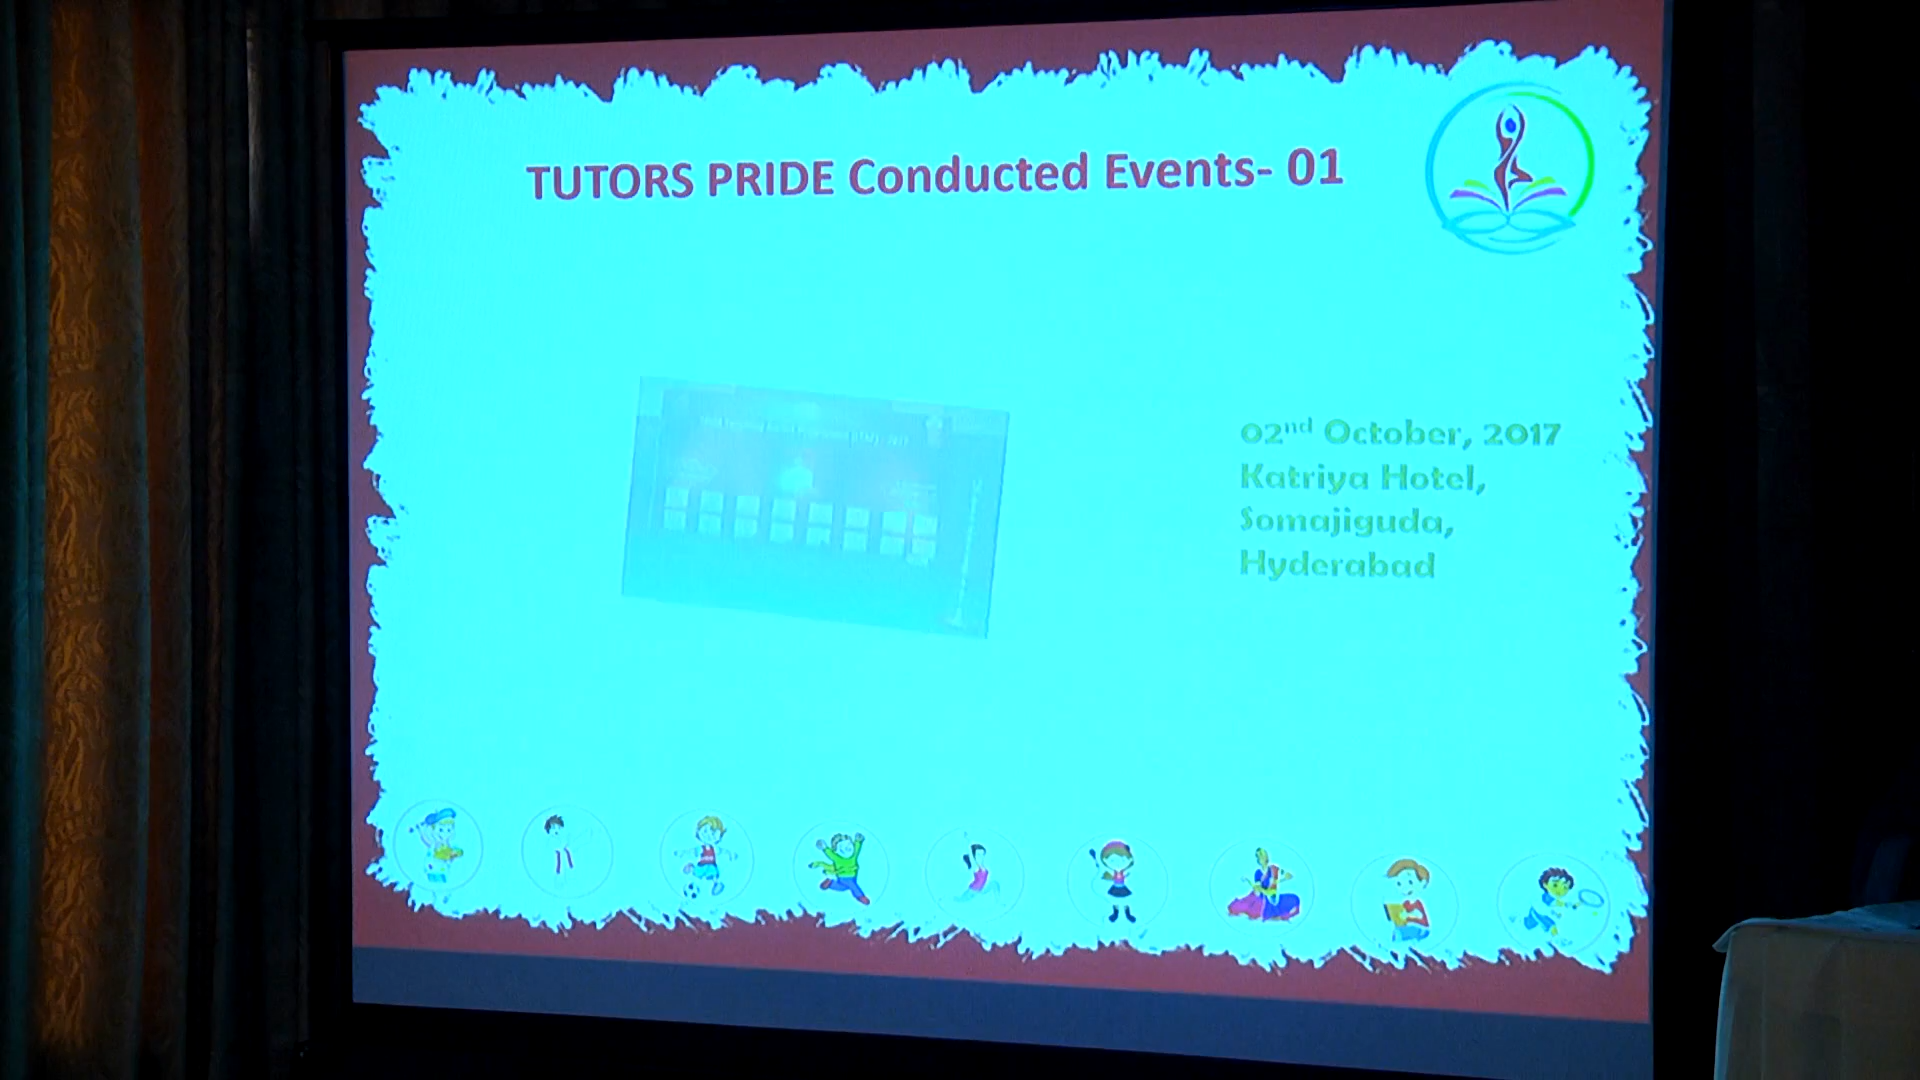 TUTORS PRIDE Conducted Events- 01
02nd October, 2017
Katriya Hotel,
Somajiguda,
Hyderabad